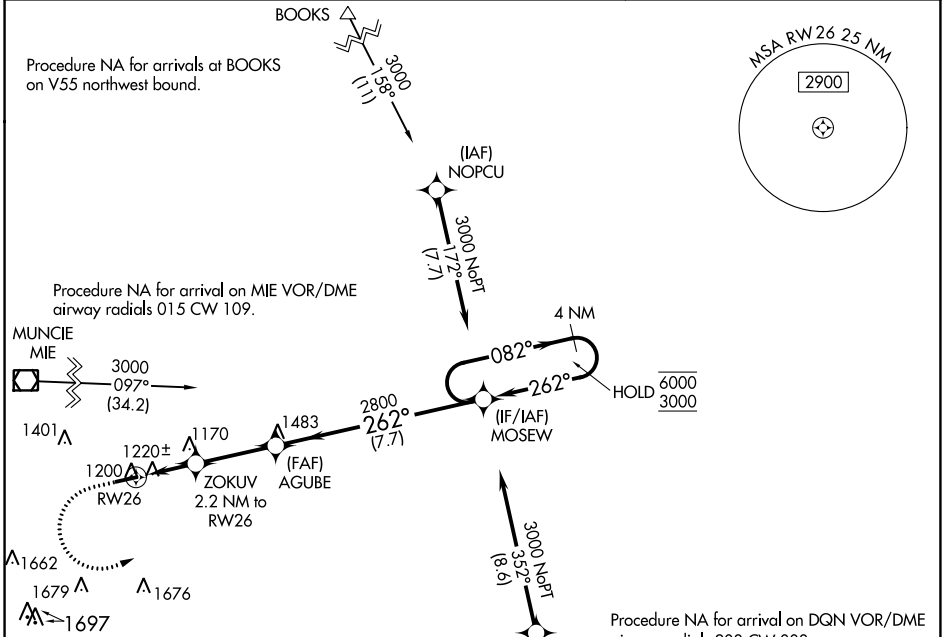 BOOKS
3000
158°
(11)
Procedure NA for arrivals at BOOKS
on V55 northwest bound.
MSA RW26 25 NM
2900
(IAF)
NOPCU
3000 NoPT
172°
(7.7)
Procedure NA for arrival on MIE VOR/DME
airway radials 015 CW 109.
MUNCIE
MIE
3000
097°
(34.2)
4 NM
082°
262°
HOLD 6000
3000
(IF/IAF)
MOSEW
2800
262°
(7.7)
1401
1483
1170
1220±
1200
(FAF)
AGUBE
ZOKUV
2.2 NM to
RW26
RW26
3000 NoPT
352°
(8.6)
1662
1679
1676
1697
Procedure NA for arrival on DQN VOR/DME